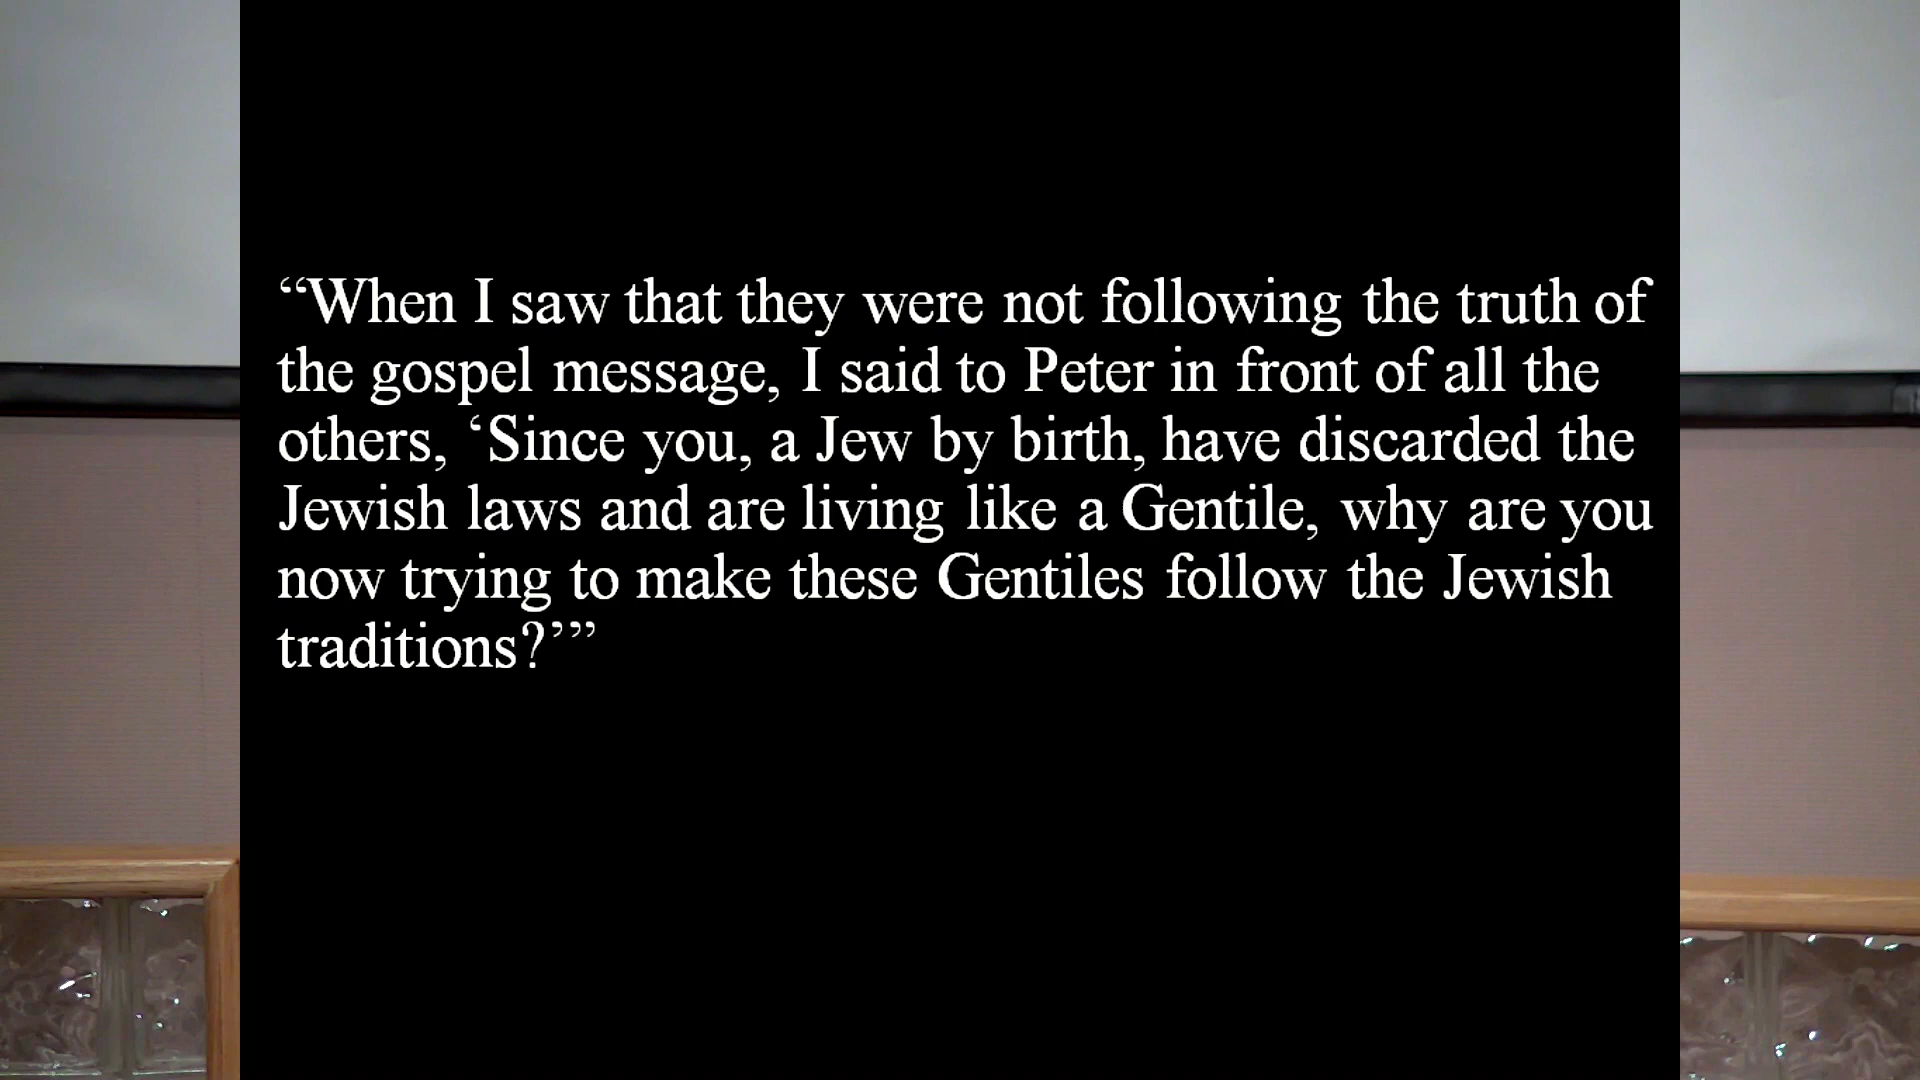 “When I saw that they were not following the truth of
the gospel message, I said to Peter in front of all the
others, ‘Since you, a Jew by birth, have discarded the
Jewish laws and are living like a Gentile, why are you
now trying to make these Gentiles follow the Jewish
traditions?’”